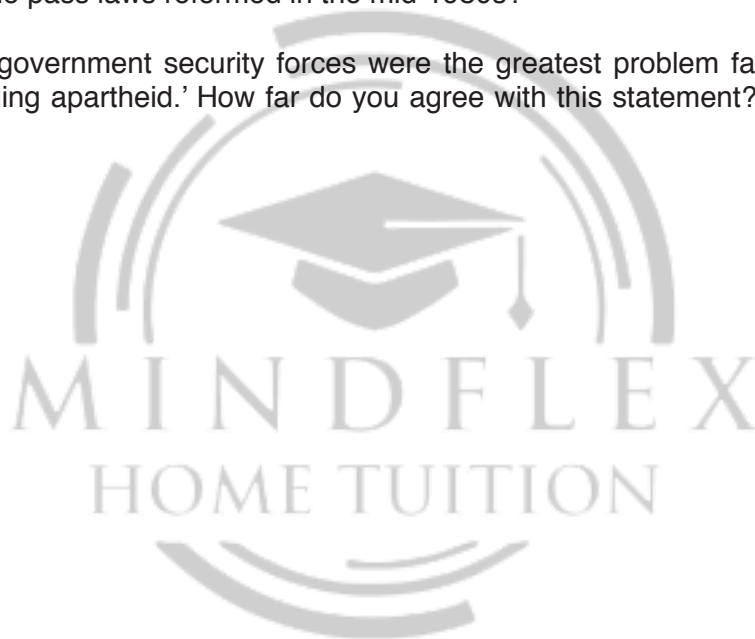 pass laws reformed in the mid-1980s?
government security forces were the greatest problem fa
ing apartheid.’ How far do you agree with this statement?
MINDFLEX
HOME TUITION